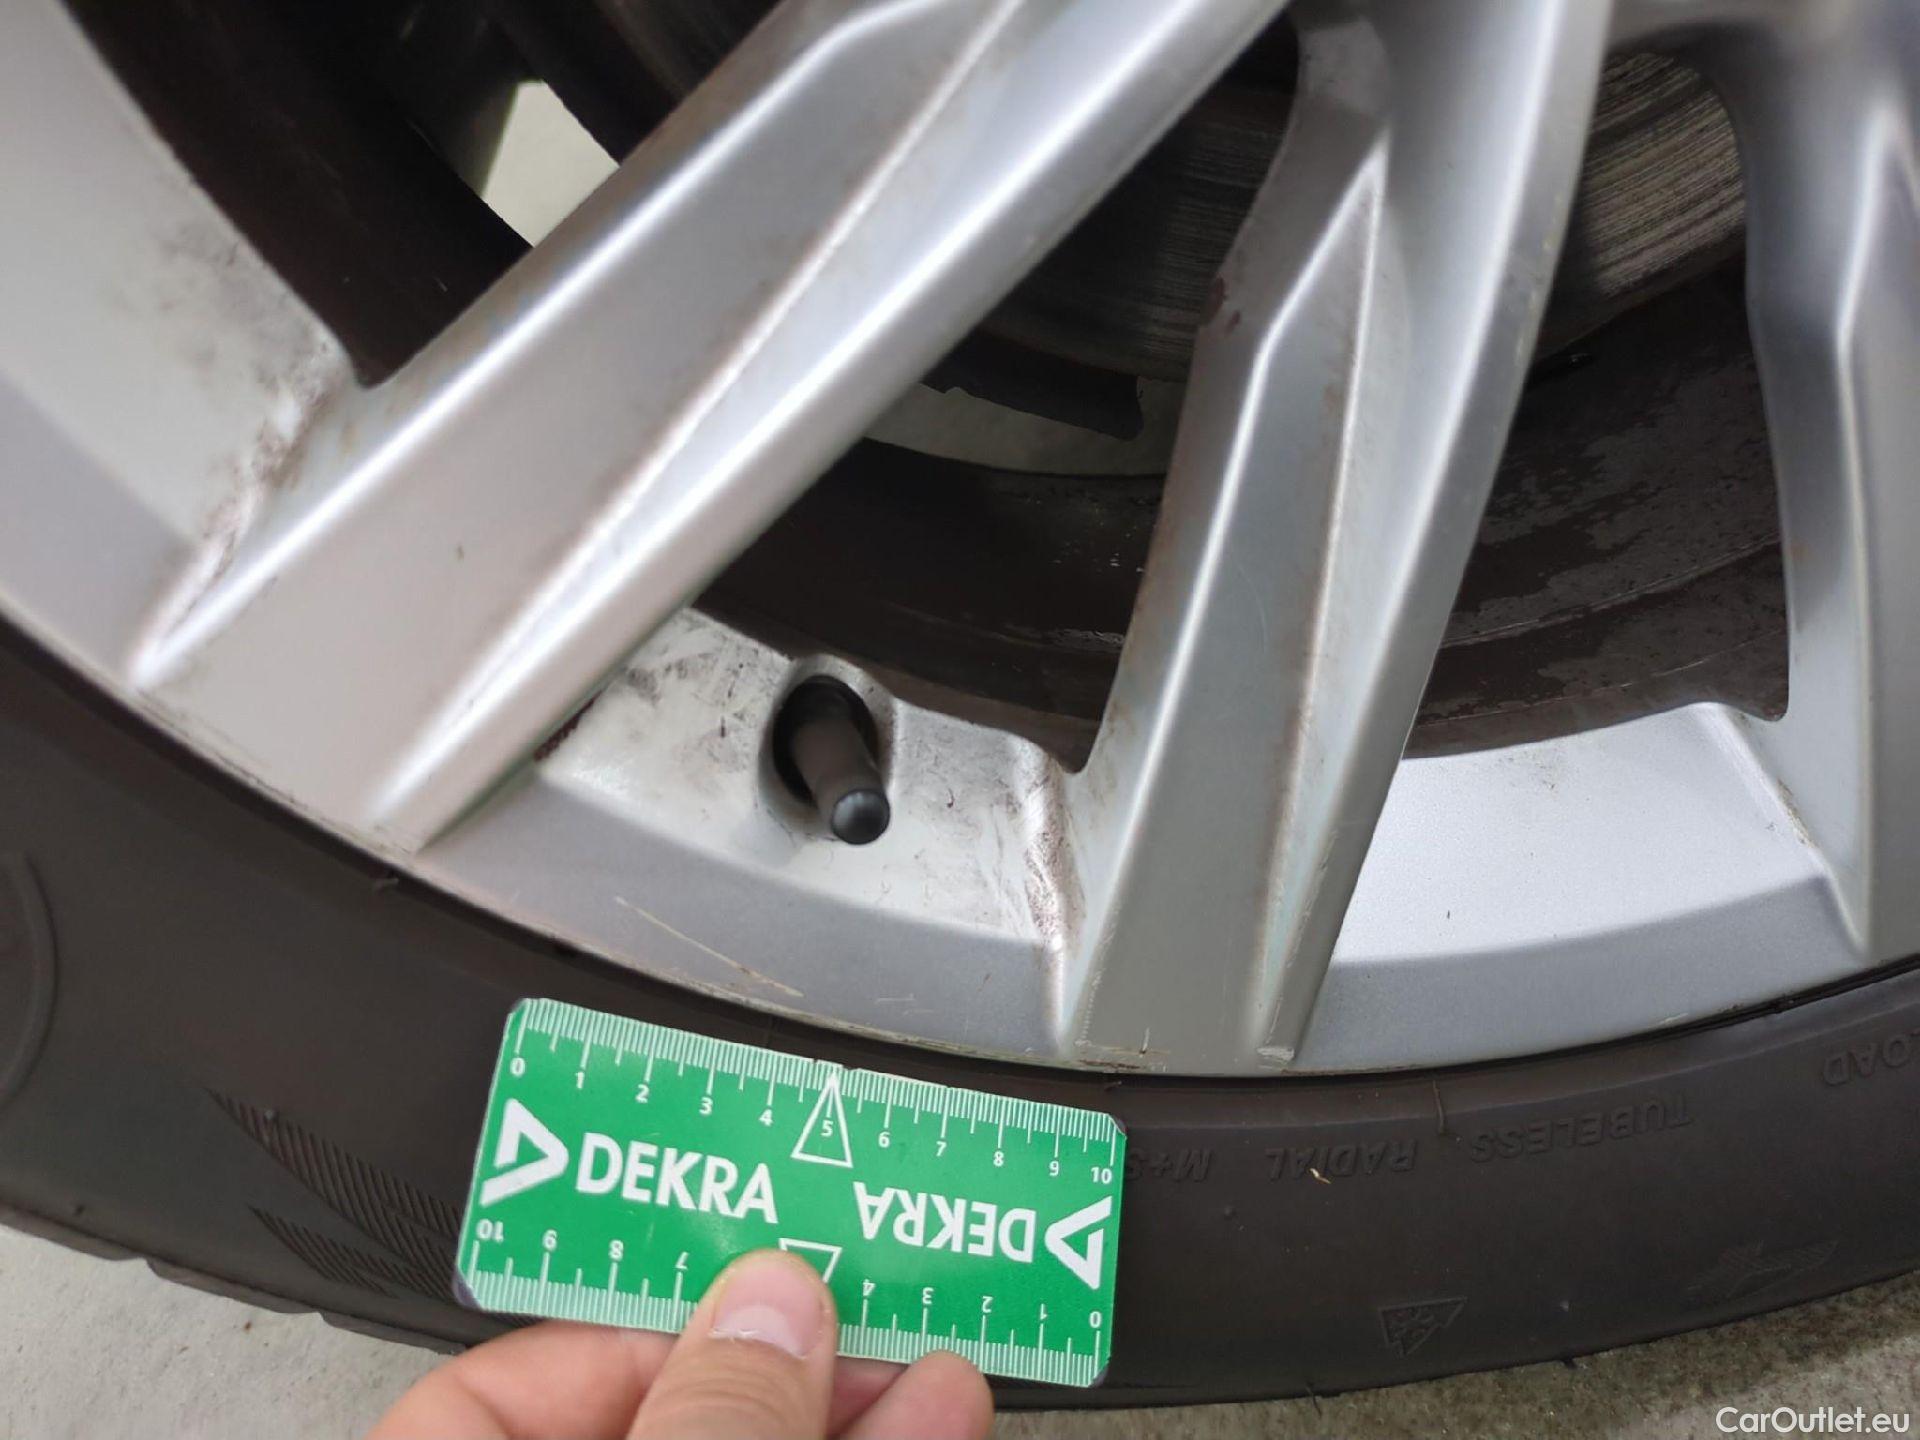 0 1 2 3 4 5 6 7 8 9 10
DEKRA
DEKRA
10 9 8 7 4 3 2 1 0
M+S RADIAL TUBELESS
LOAD
CarOutlet.eu